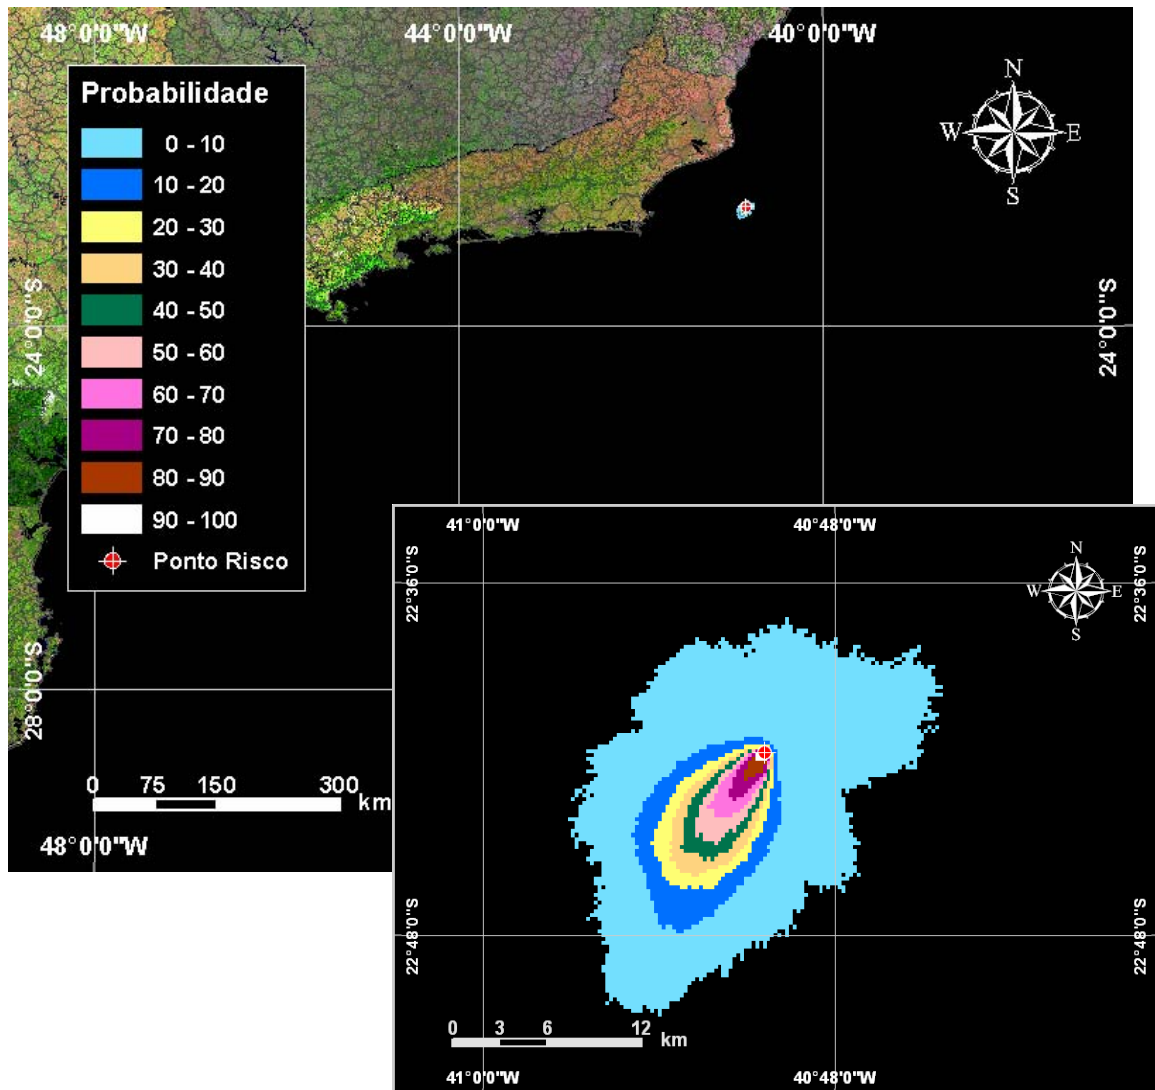 48°0'0"W
44°0'0"W
40°0'0"W
N
W
E
S
Probabilidade
0 - 10
10 - 20
20 - 30
30 - 40
40 - 50
50 - 60
60 - 70
70 - 80
80 - 90
90 - 100
Ponto Risco
24°0'0"S
24°0'0"S
28°0'0"S
0 75 150 300 km
48°0'0"W
41°0'0"W
40°48'0"W
22°36'0"S
22°36'0"S
N
W
E
S
22°48'0"S
22°48'0"S
0 3 6 12 km
41°0'0"W
40°48'0"W